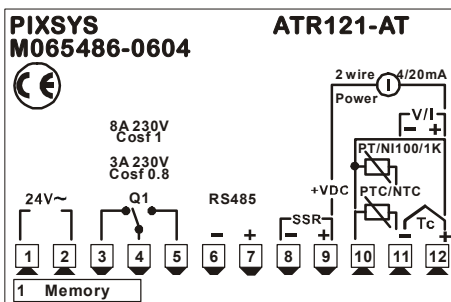 PIXSYS ATR121-AT
M065486-0604
CE
2 wire 4/20mA
I
Power
V/I
- +
8A 230V
Cosf 1
PT/NI100/1K
3A 230V
Cosf 0.8
+VDC PTC/NTC
24V~ Q1 RS485
- + - SSR + - Tc +
1 2 3 4 5 6 7 8 9 10 11 12
1 Memory